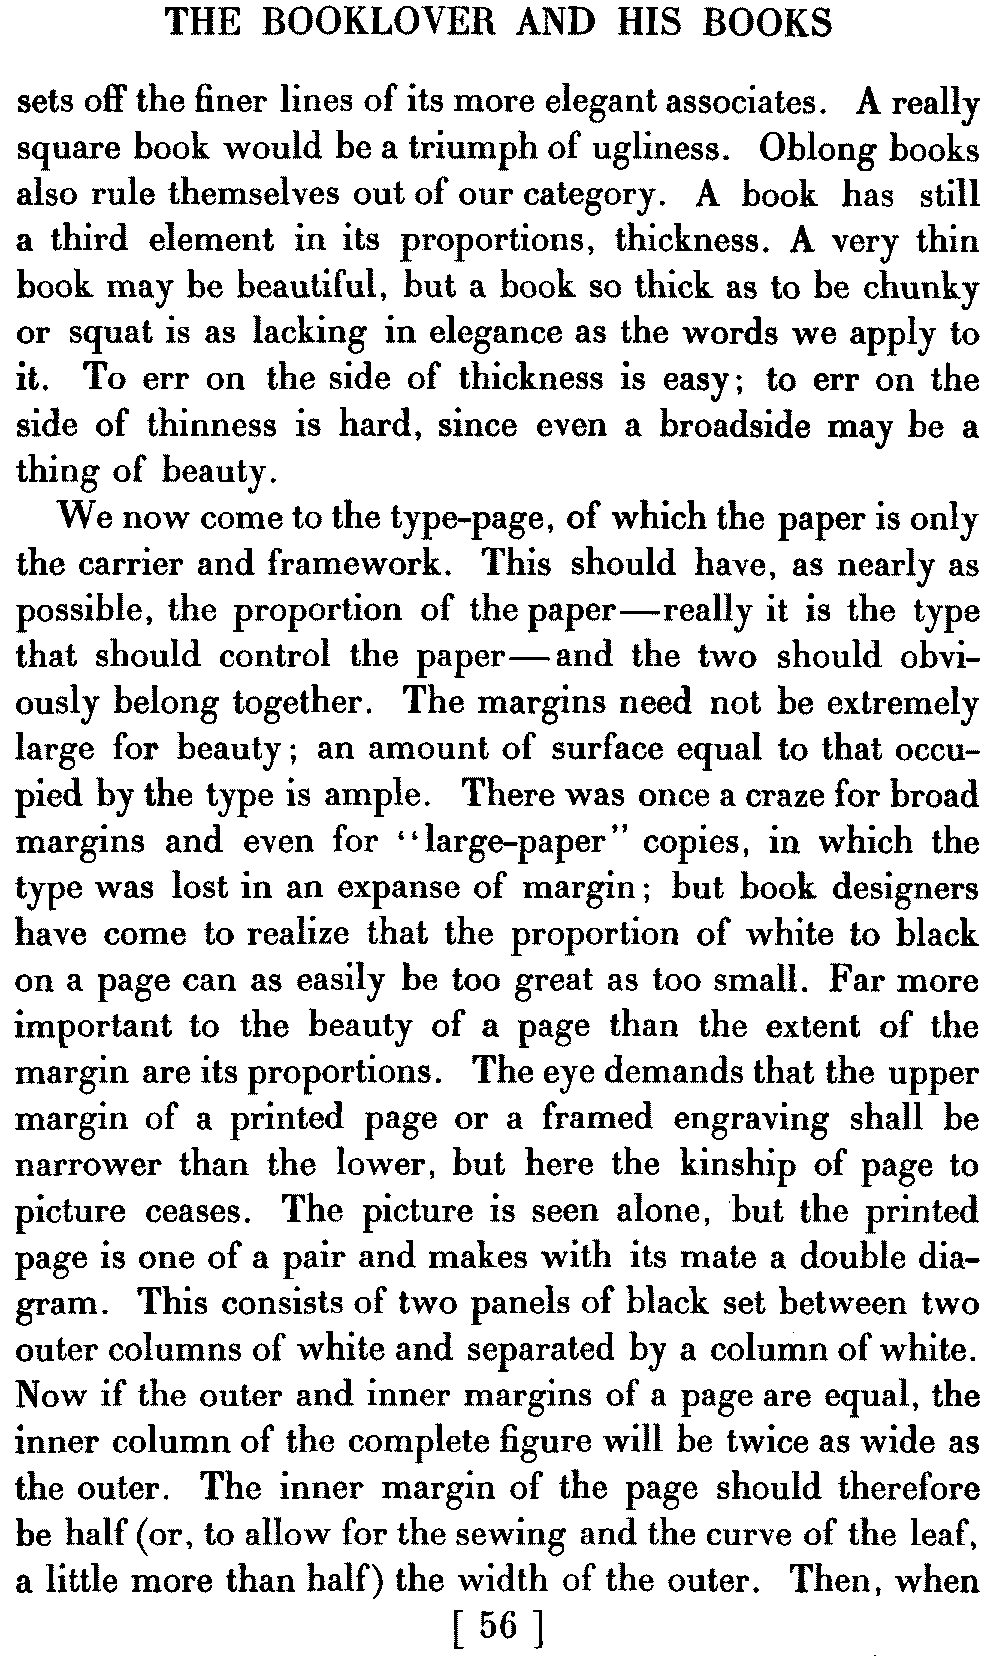 THE BOOKLOVER AND HIS BOOKS
sets off the finer lines of its more elegant associates. A really
square book would be a triumph of ugliness. Oblong books
also rule themselves out of our category. A book has still
a third element in its proportions, thickness. A very thin
book may be beautiful, but a book so thick as to be chunky
or squat is as lacking in elegance as the words we apply to
it. To err on the side of thickness is easy; to err on the
side of thinness is hard, since even a broadside may be a
thing of beauty.
We now come to the type-page, of which the paper is only
the carrier and framework. This should have, as nearly as
possible, the proportion of the paper—really it is the type
that should control the paper—and the two should obvi-
ously belong together. The margins need not be extremely
large for beauty; an amount of surface equal to that occu-
pied by the type is ample. There was once a craze for broad
margins and even for “large-paper” copies, in which the
type was lost in an expanse of margin; but book designers
have come to realize that the proportion of white to black
on a page can as easily be too great as too small. Far more
important to the beauty of a page than the extent of the
margin are its proportions. The eye demands that the upper
margin of a printed page or a framed engraving shall be
narrower than the lower, but here the kinship of page to
picture ceases. The picture is seen alone, but the printed
page is one of a pair and makes with its mate a double dia-
gram. This consists of two panels of black set between two
outer columns of white and separated by a column of white.
Now if the outer and inner margins of a page are equal, the
inner column of the complete figure will be twice as wide as
the outer. The inner margin of the page should therefore
be half (or, to allow for the sewing and the curve of the leaf,
a little more than half) the width of the outer. Then, when
[ 56 ]